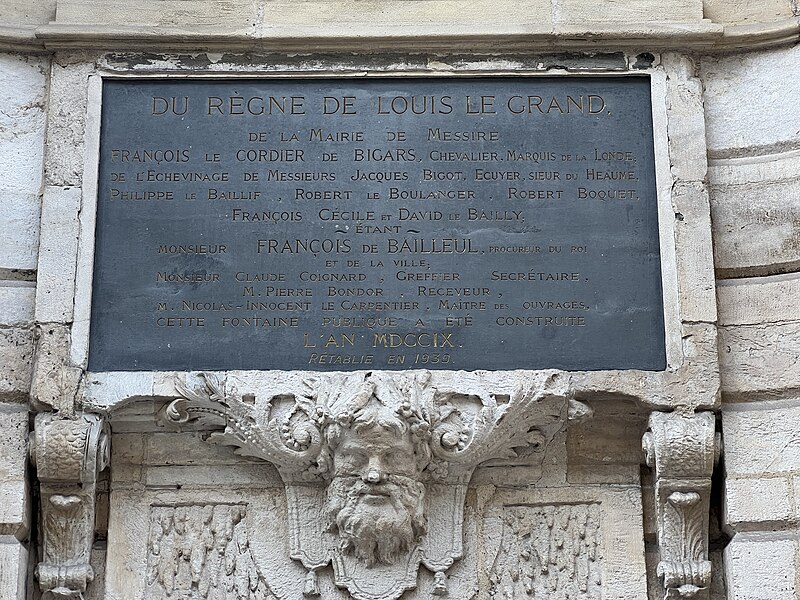 DU RÈGNE DE LOUIS LE GRAND
DE LA MAIRIE DE MESSIRE
FRANÇOIS LE CORDIER DE BIGARS, CHEVALIER, MARQUIS DE LA LONDE,
DE L'ECHEVINAGE DE MESSIEURS JACQUES BIGOT, ECUYER, SIEUR DU HEAUME,
PHILIPPE LE BAILLIF, ROBERT LE BOULANGER, ROBERT BOQUET,
FRANÇOIS CÉCILE ET DAVID LE BAILLY,
~ ÉTANT ~
MONSIEUR FRANÇOIS DE BAILLEUL, PROCUREUR DU ROI
ET DE LA VILLE,
MONSIEUR CLAUDE COIGNARD, GREFFIER SECRÉTAIRE,
M. PIERRE BONDOR, RECEVEUR,
M. NICOLAS-INNOCENT LE CARPENTIER, MAITRE DES OUVRAGES,
CETTE FONTAINE PUBLIQUE A ÉTÉ CONSTRUITE
L'AN MDCCIX.
RÉTABLIE EN 1939.